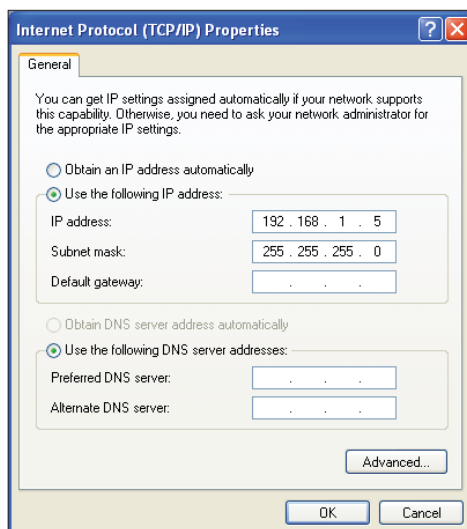 Internet Protocol (TCP/IP) Properties
General
You can get IP settings assigned automatically if your network supports
this capability. Otherwise, you need to ask your network administrator for
the appropriate IP settings.
Obtain an IP address automatically
Use the following IP address:
IP address: 192 . 168 . 1 . 5
Subnet mask: 255 . 255 . 255 . 0
Default gateway: . . .
Obtain DNS server address automatically
Use the following DNS server addresses:
Preferred DNS server: . . .
Alternate DNS server: . . .
Advanced...
OK Cancel